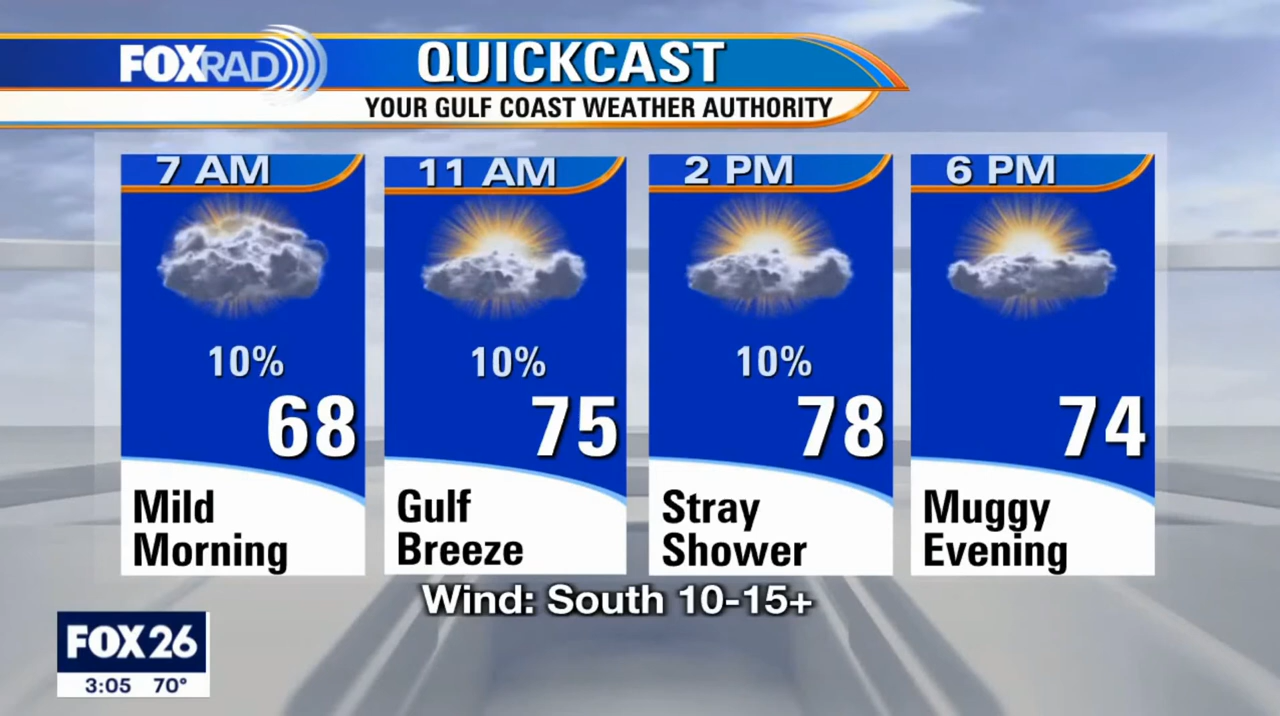 FOXRAD
QUICKCAST
YOUR GULF COAST WEATHER AUTHORITY
7 AM
10%
68
Mild
Morning
11 AM
10%
75
Gulf
Breeze
2 PM
10%
78
Stray
Shower
6 PM
74
Muggy
Evening
Wind: South 10-15+
FOX 26
3:05 70°